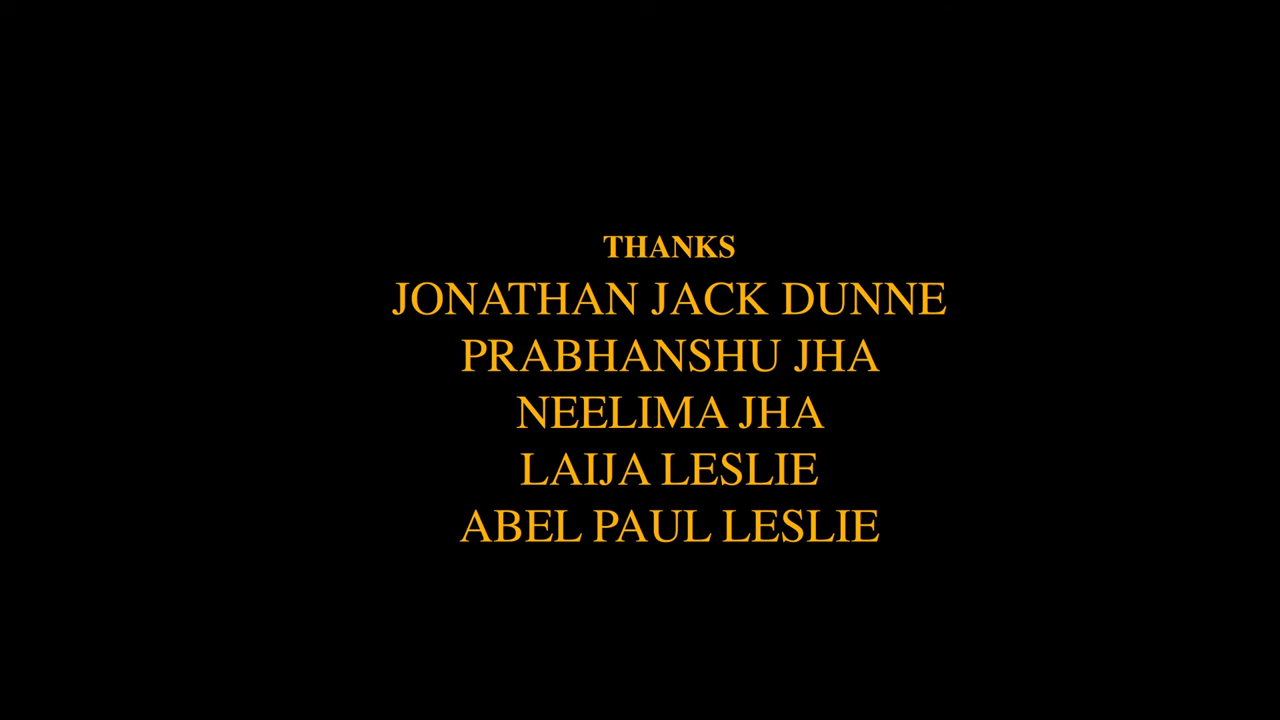 THANKS
JONATHAN JACK DUNNE
PRABHANSHU JHA
NEELIMA JHA
LAIJA LESLIE
ABEL PAUL LESLIE